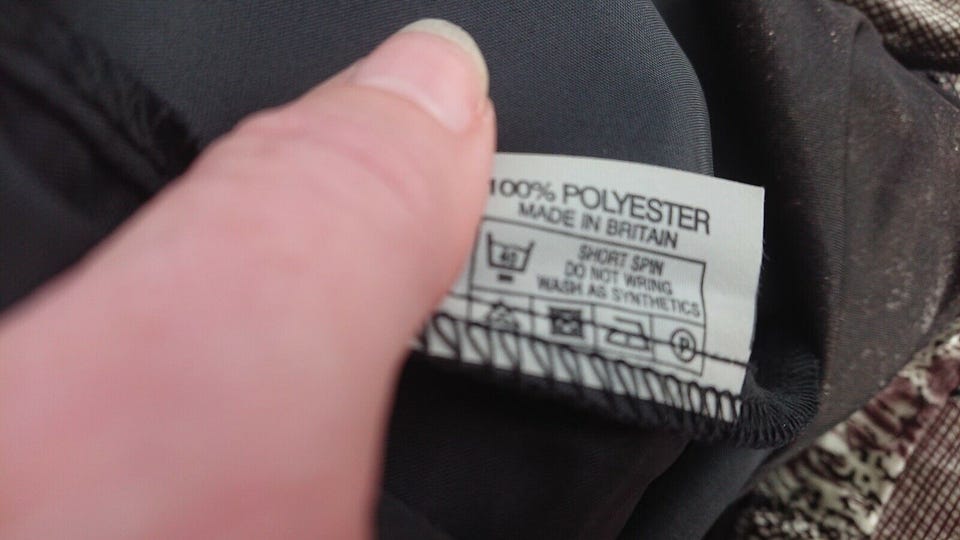 100% POLYESTER
MADE IN BRITAIN
40
SHORT SPIN
DO NOT WRING
WASH AS SYNTHETICS
P